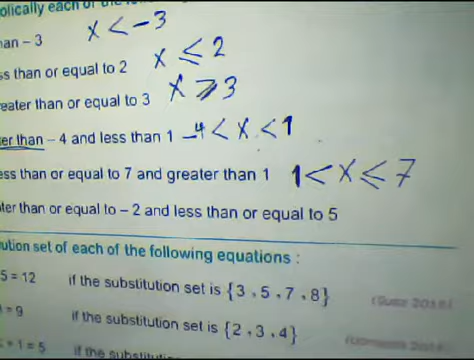 olically each of the
an – 3 x < –3
ss than or equal to 2 x ≤ 2
eater than or equal to 3 x ≥ 3
ter than – 4 and less than 1 –4 < x < 1
ess than or equal to 7 and greater than 1 1 < x ≤ 7
ter than or equal to – 2 and less than or equal to 5
ution set of each of the following equations :
5 = 12 if the substitution set is {3 , 5 , 7 , 8}
= 9 if the substitution set is {2 , 3 , 4}
+ 1 = 5 if the substitution